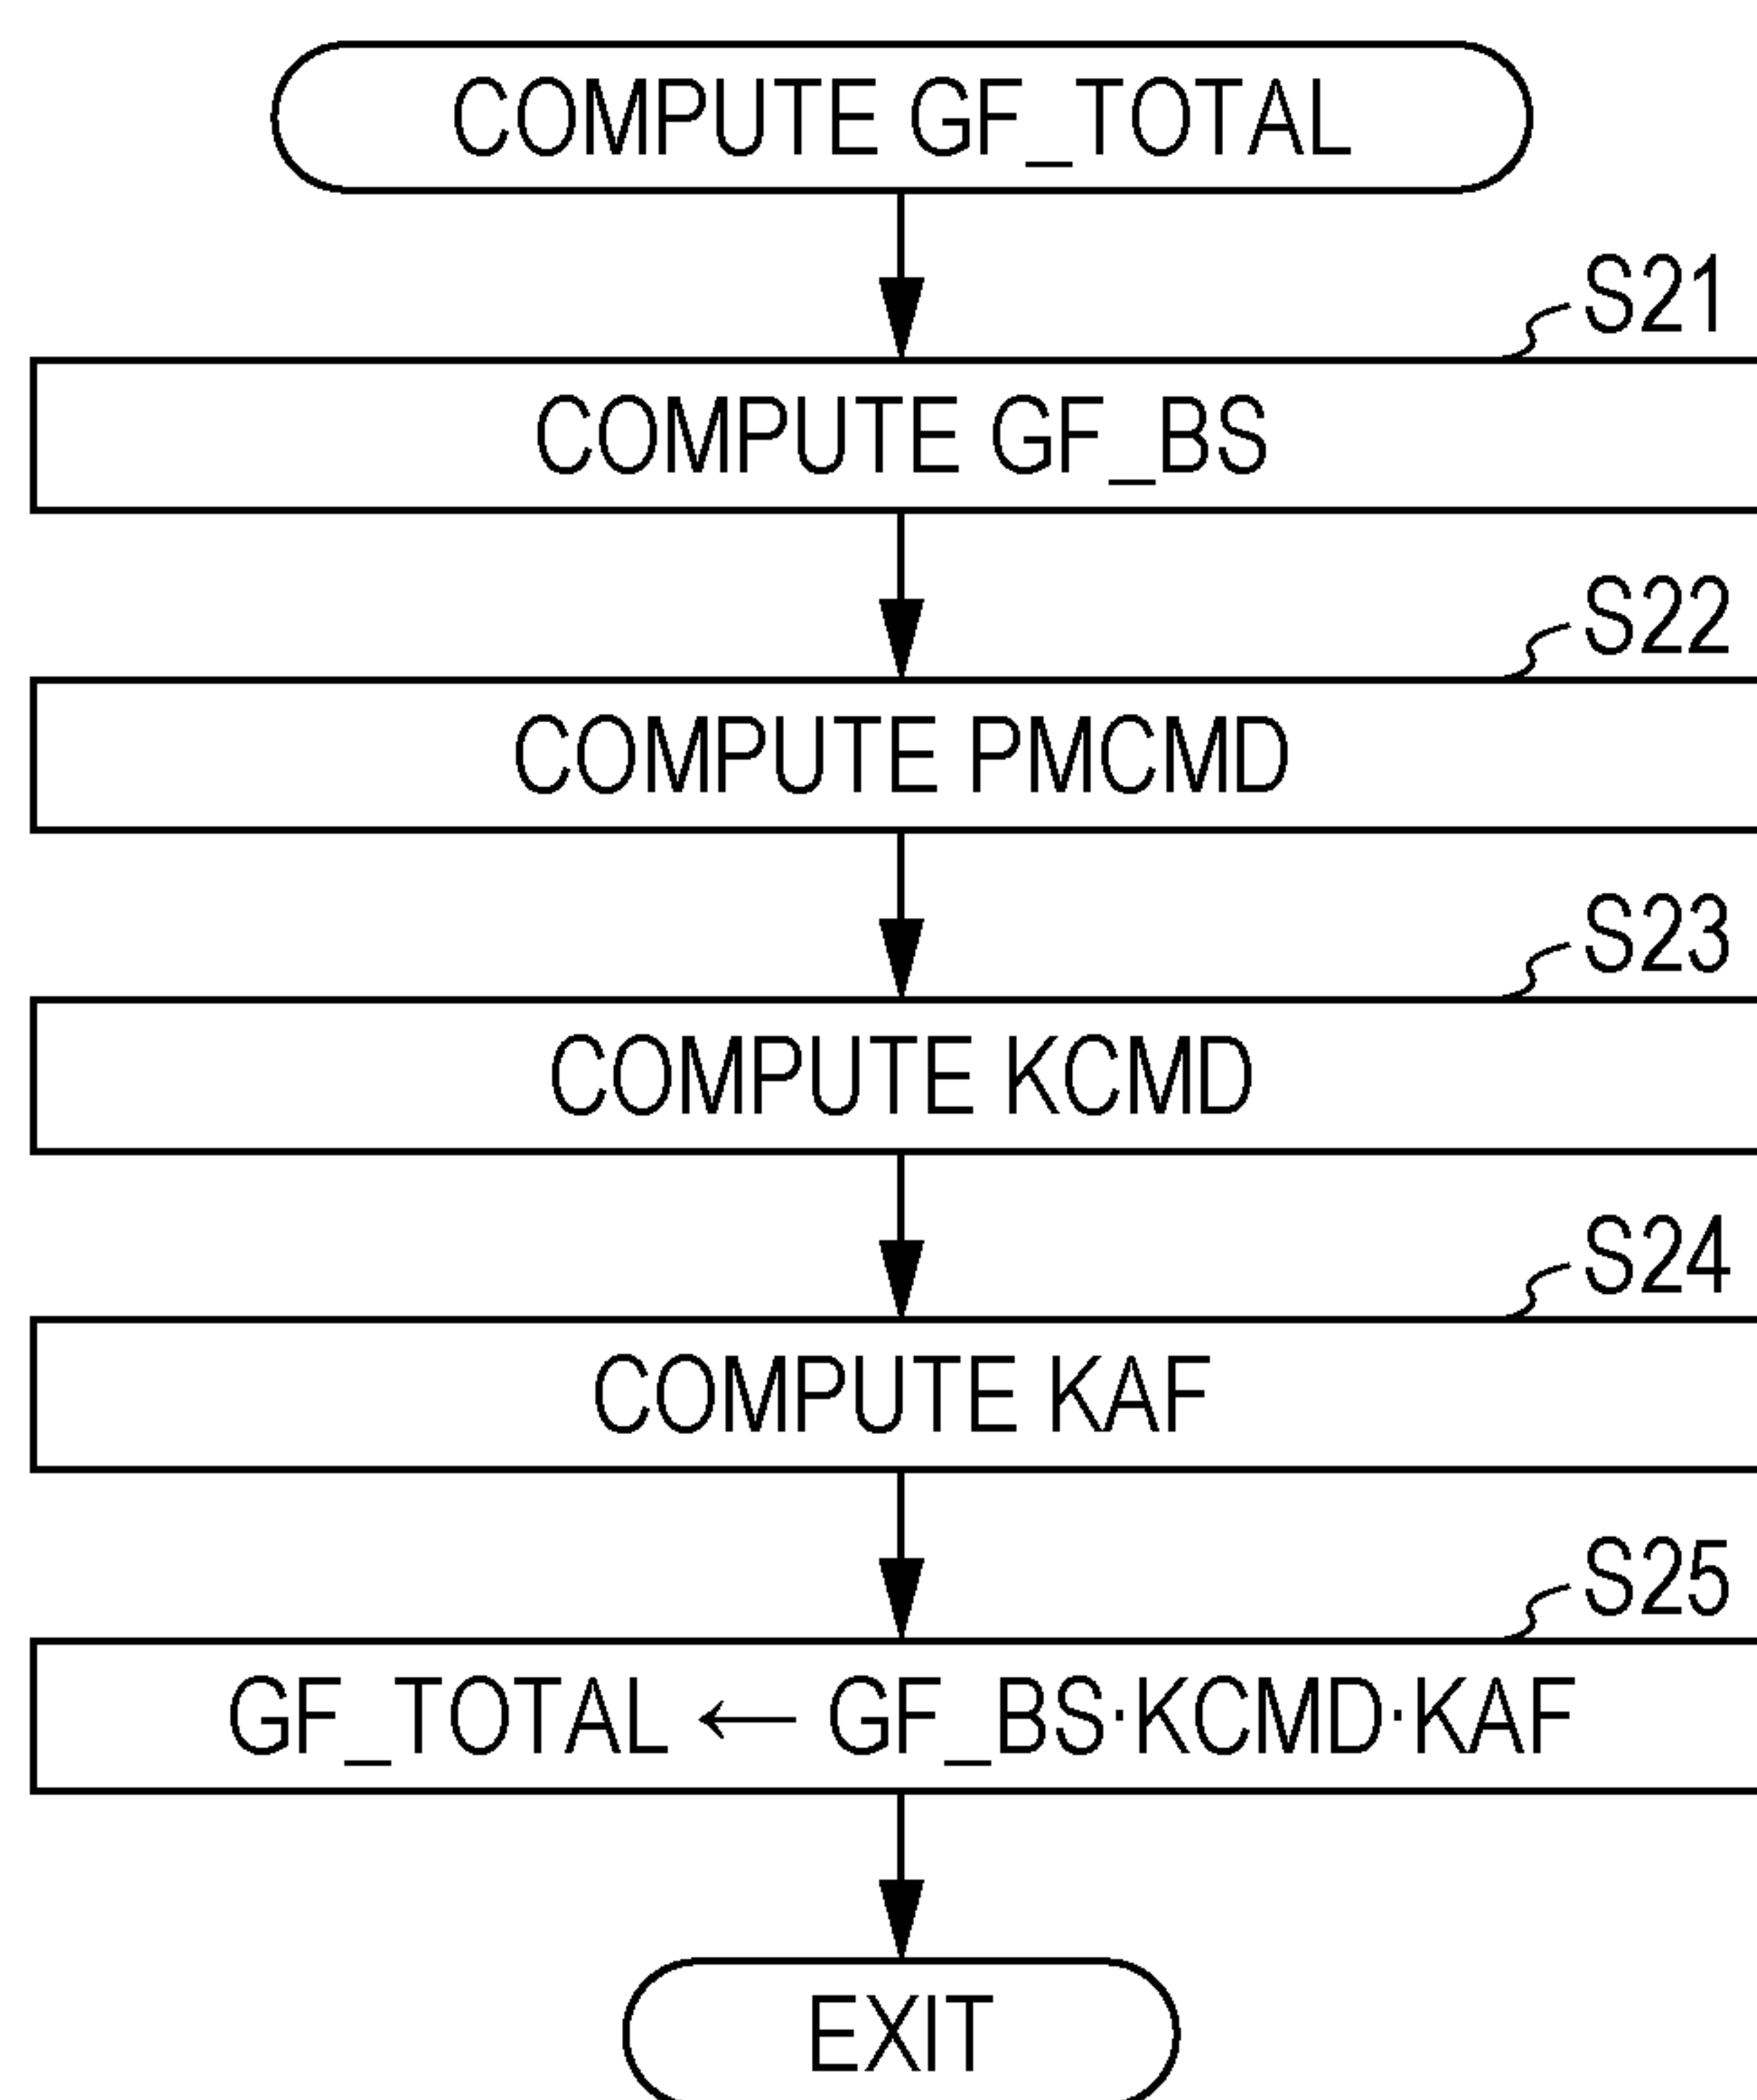 COMPUTE GF_TOTAL
S21
COMPUTE GF_BS
S22
COMPUTE PMCMD
S23
COMPUTE KCMD
S24
COMPUTE KAF
S25
GF_TOTAL ← GF_BS·KCMD·KAF
EXIT